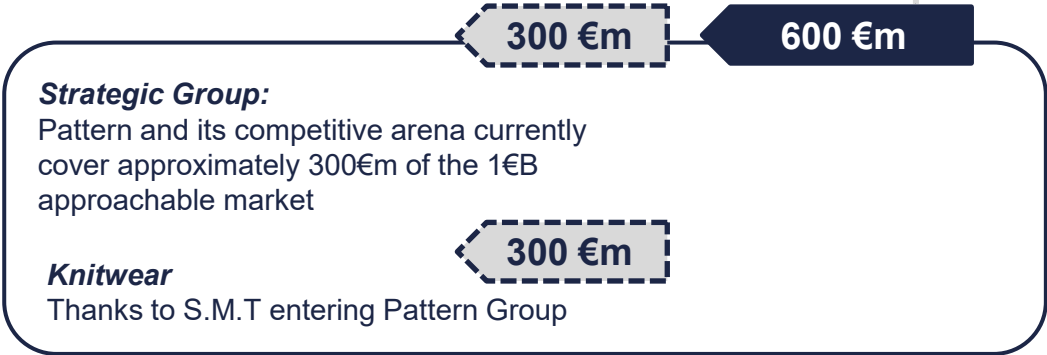 300 €m
600 €m
Strategic Group:
Pattern and its competitive arena currently
cover approximately 300€m of the 1€B
approachable market
300 €m
Knitwear
Thanks to S.M.T entering Pattern Group